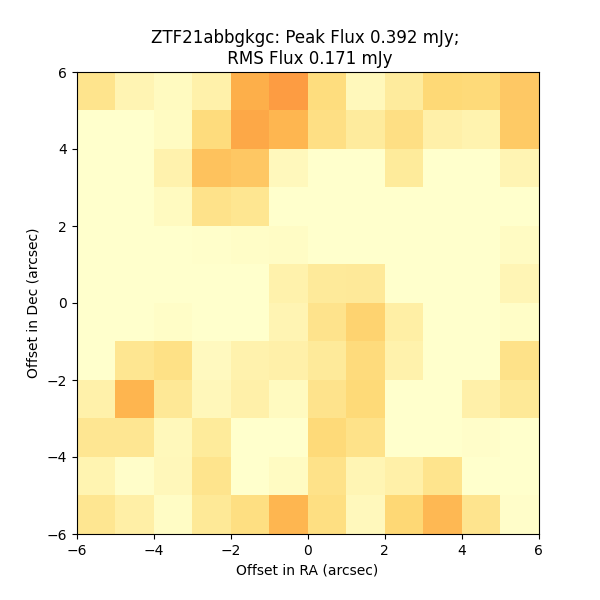 ZTF21abbgkgc: Peak Flux 0.392 mJy;
RMS Flux 0.171 mJy
6
4
2
0
−2
−4
−6
Offset in Dec (arcsec)
−6 −4 −2 0 2 4 6
Offset in RA (arcsec)